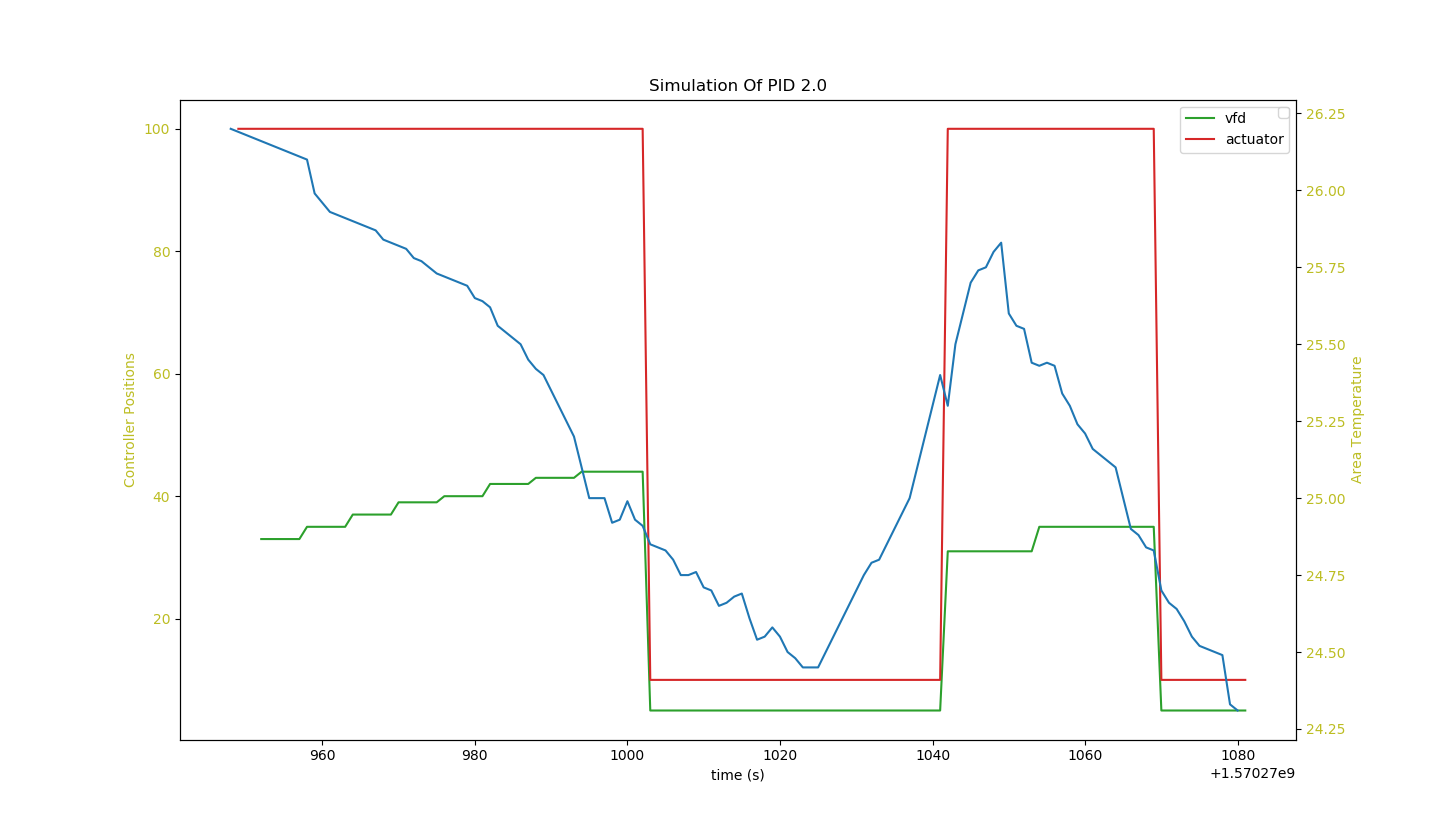 Simulation Of PID 2.0
vfd
actuator
100
80
60
40
20
Controller Positions
26.25
26.00
25.75
25.50
25.25
25.00
24.75
24.50
24.25
Area Temperature
960 980 1000 1020 1040 1060 1080
time (s)
+1.57027e9